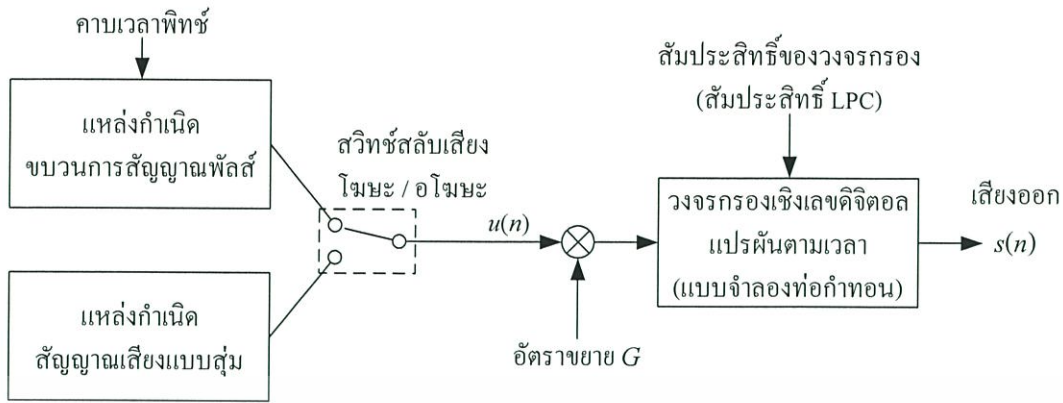 คาบเวลาพิทช์
แหล่งกำเนิด
ขบวนการสัญญาณพัลส์
สวิทช์สลับเสียง
โฆษะ / อโฆษะ
แหล่งกำเนิด
สัญญาณเสียงแบบสุ่ม
u(n)
อัตราขยาย G
สัมประสิทธิ์ของวงจรกรอง
(สัมประสิทธิ์ LPC)
วงจรกรองเชิงเลขดิจิตอล
แปรผันตามเวลา
(แบบจำลองท่อกำทอน)
เสียงออก
s(n)